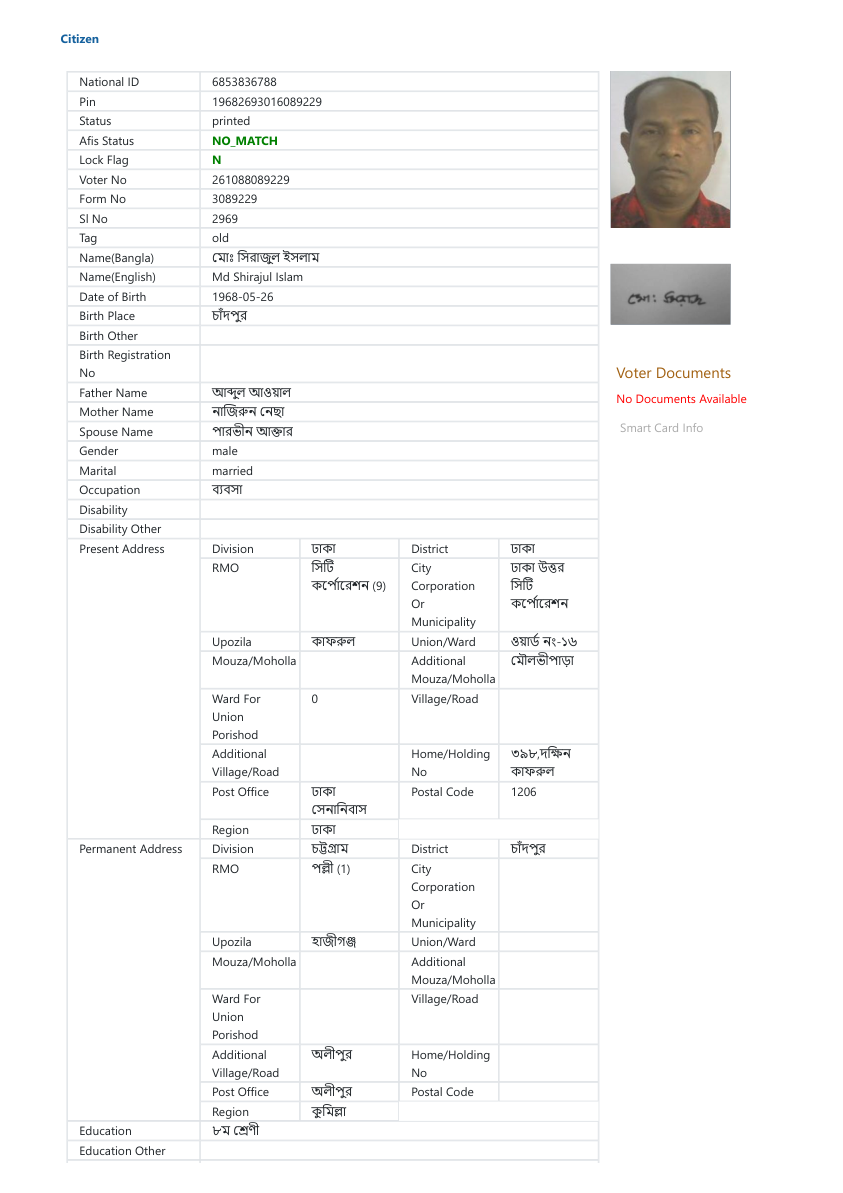 Citizen
National ID 6853836788
Pin 19682693016089229
Status printed
Afis Status NO_MATCH
Lock Flag N
Voter No 261088089229
Form No 3089229
Sl No 2969
Tag old
Name(Bangla) মোঃ সিরাজুল ইসলাম
Name(English) Md Shirajul Islam
Date of Birth 1968-05-26
Birth Place চাঁদপুর
Birth Other
Birth Registration
No
Father Name আব্দুল আওয়াল
Mother Name নাজিরুন নেছা
Spouse Name পারভীন আক্তার
Gender male
Marital married
Occupation ব্যবসা
Disability
Disability Other
Present Address Division ঢাকা District ঢাকা
RMO সিটি City ঢাকা উত্তর
কর্পোরেশন (9) Corporation সিটি
Or কর্পোরেশন
Municipality
Upozila কাফরুল Union/Ward ওয়ার্ড নং-১৬
Mouza/Moholla Additional মৌলভীপাড়া
Mouza/Moholla
Ward For 0 Village/Road
Union
Porishod
Additional Home/Holding ৩৯৮,দক্ষিন
Village/Road No কাফরুল
Post Office ঢাকা Postal Code 1206
সেনানিবাস
Region ঢাকা
Permanent Address Division চট্টগ্রাম District চাঁদপুর
RMO পল্লী (1) City
Corporation
Or
Municipality
Upozila হাজীগঞ্জ Union/Ward
Mouza/Moholla Additional
Mouza/Moholla
Ward For Village/Road
Union
Porishod
Additional অলীপুর Home/Holding
Village/Road No
Post Office অলীপুর Postal Code
Region কুমিল্লা
Education ৮ম শ্রেণী
Education Other
মো: সিরাজ
Voter Documents
No Documents Available
Smart Card Info